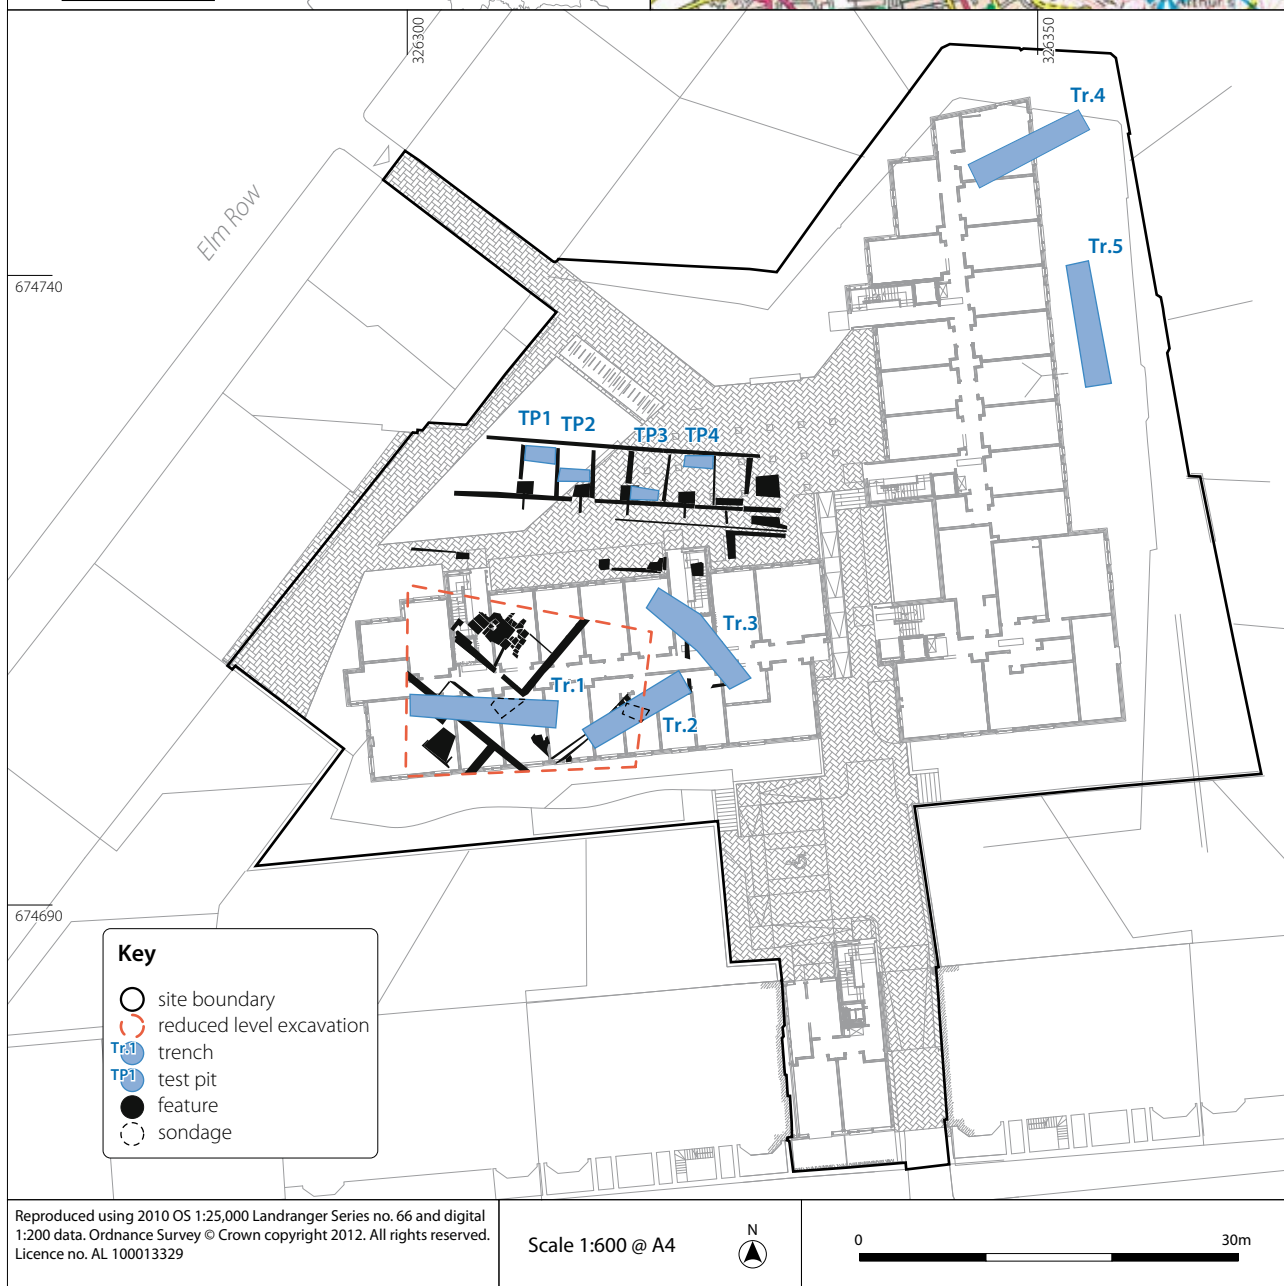 326300
326350
Tr.4
Elm Row
Tr.5
674740
TP1
TP2
TP3
TP4
Tr.3
Tr.1
Tr.2
674690
Key
site boundary
reduced level excavation
Tr.1 trench
TP1 test pit
feature
sondage
Reproduced using 2010 OS 1:25,000 Landranger Series no. 66 and digital
1:200 data. Ordnance Survey © Crown copyright 2012. All rights reserved.
Licence no. AL 100013329
Scale 1:600 @ A4
N
0
30m